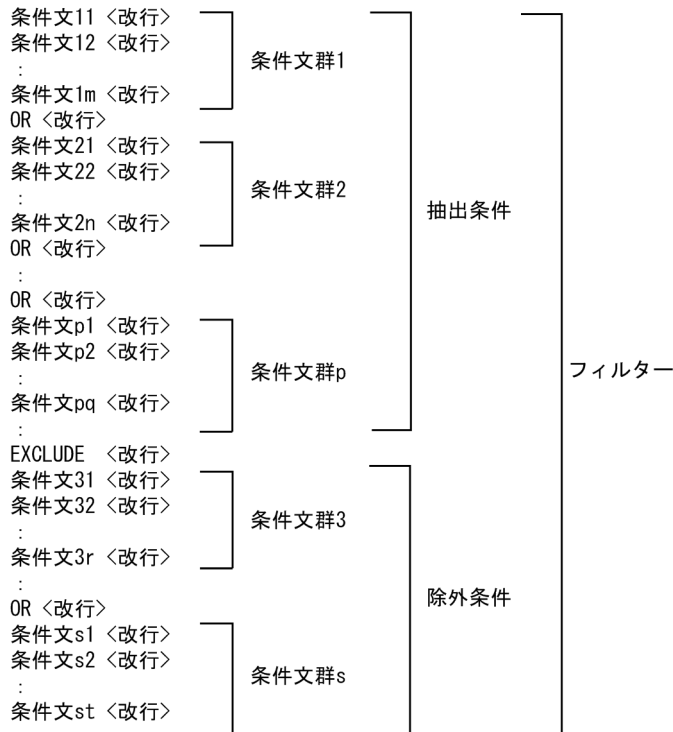 条件文11 <改行>
条件文12 <改行>
:
条件文1m <改行>
条件文群1
OR <改行>
条件文21 <改行>
条件文22 <改行>
:
条件文2n <改行>
条件文群2
OR <改行>
:
OR <改行>
条件文p1 <改行>
条件文p2 <改行>
:
条件文pq <改行>
:
条件文群p
抽出条件
EXCLUDE <改行>
条件文31 <改行>
条件文32 <改行>
:
条件文3r <改行>
:
条件文群3
OR <改行>
条件文s1 <改行>
条件文s2 <改行>
:
条件文st <改行>
条件文群s
除外条件
フィルター